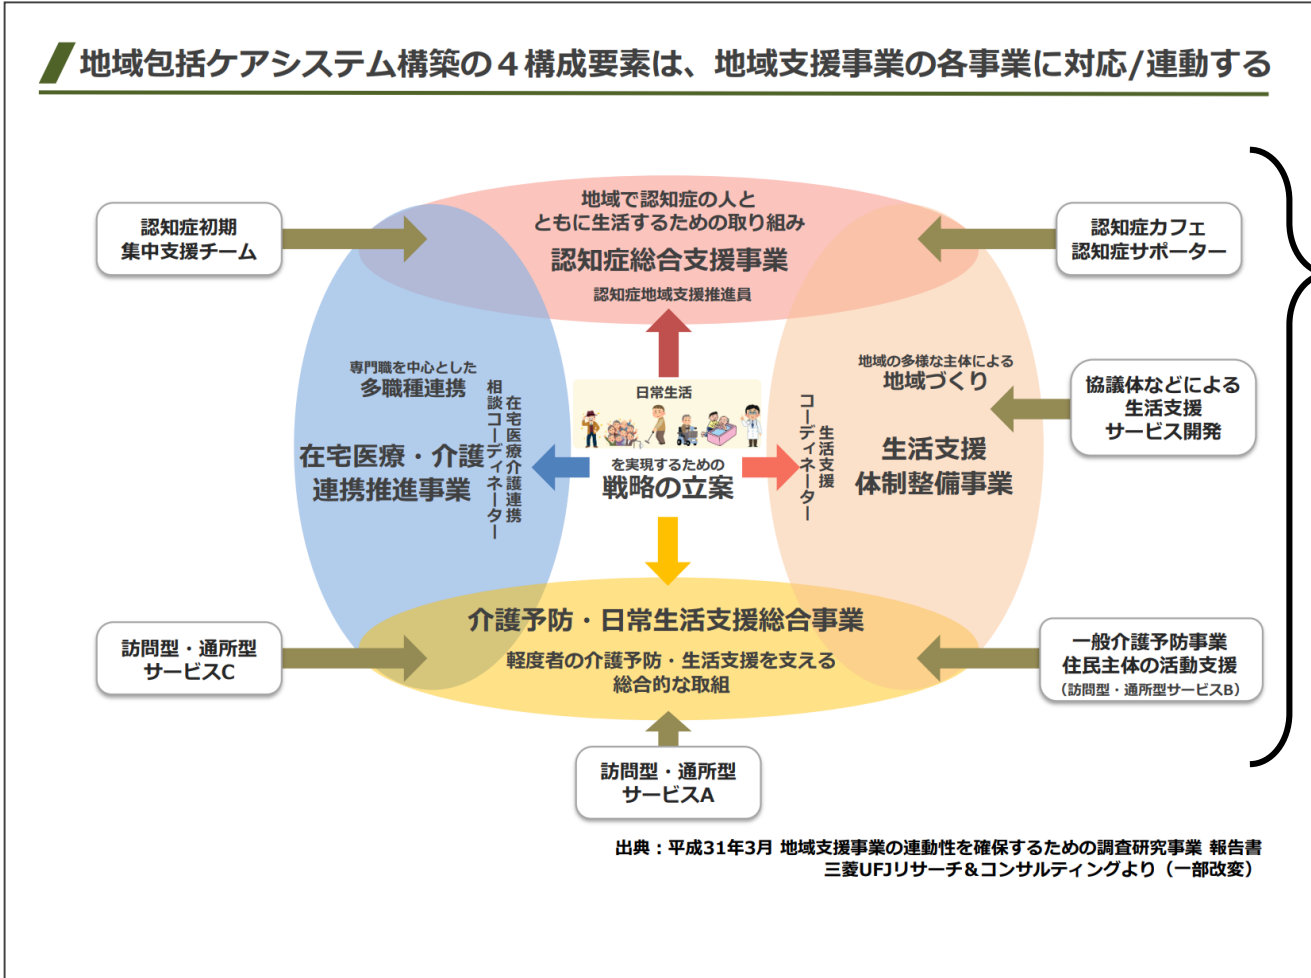 地域包括ケアシステム構築の４構成要素は、地域支援事業の各事業に対応/連動する
地域で認知症の人と
ともに生活するための取り組み
認知症総合支援事業
認知症地域支援推進員
認知症初期
集中支援チーム
認知症カフェ
認知症サポーター
専門職を中心とした
多職種連携
在宅医療・介護
連携推進事業
在宅医療介護連携
相談コーディネーター
日常生活
を実現するための
戦略の立案
生活支援
コーディネーター
地域の多様な主体による
地域づくり
生活支援
体制整備事業
協議体などによる
生活支援
サービス開発
介護予防・日常生活支援総合事業
軽度者の介護予防・生活支援を支える
総合的な取組
訪問型・通所型
サービスC
一般介護予防事業
住民主体の活動支援
（訪問型・通所型サービスB）
訪問型・通所型
サービスA
出典：平成31年3月 地域支援事業の連動性を確保するための調査研究事業 報告書
三菱UFJリサーチ＆コンサルティングより（一部改変）